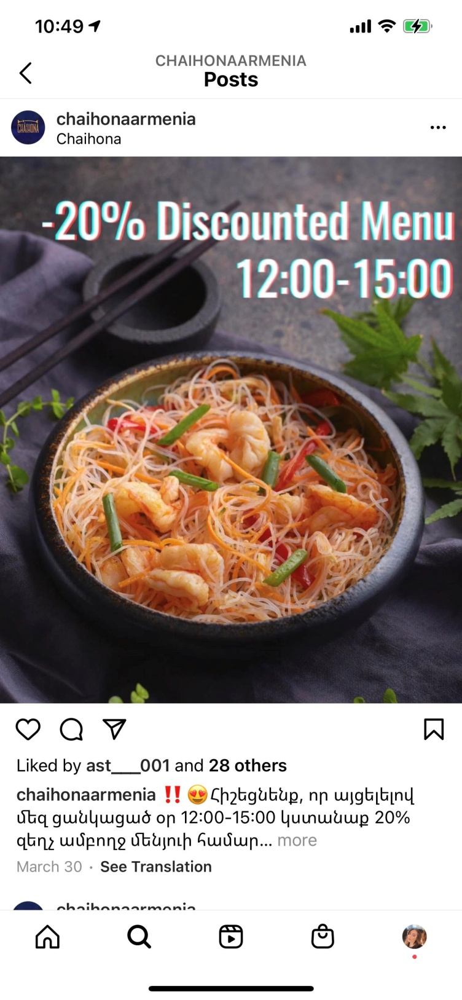 10:49
CHAIHONAARMENIA
Posts
CHAIHONA
chaihonaarmenia
Chaihona
-20% Discounted Menu
12:00-15:00
Liked by ast___001 and 28 others
chaihonaarmenia ‼️ 😍Հիշեցնենք, որ այցելելով
մեզ ցանկացած օր 12:00-15:00 կստանաք 20%
զեղչ ամբողջ մենյուի համար... more
March 30 · See Translation
chaihonaarmenia